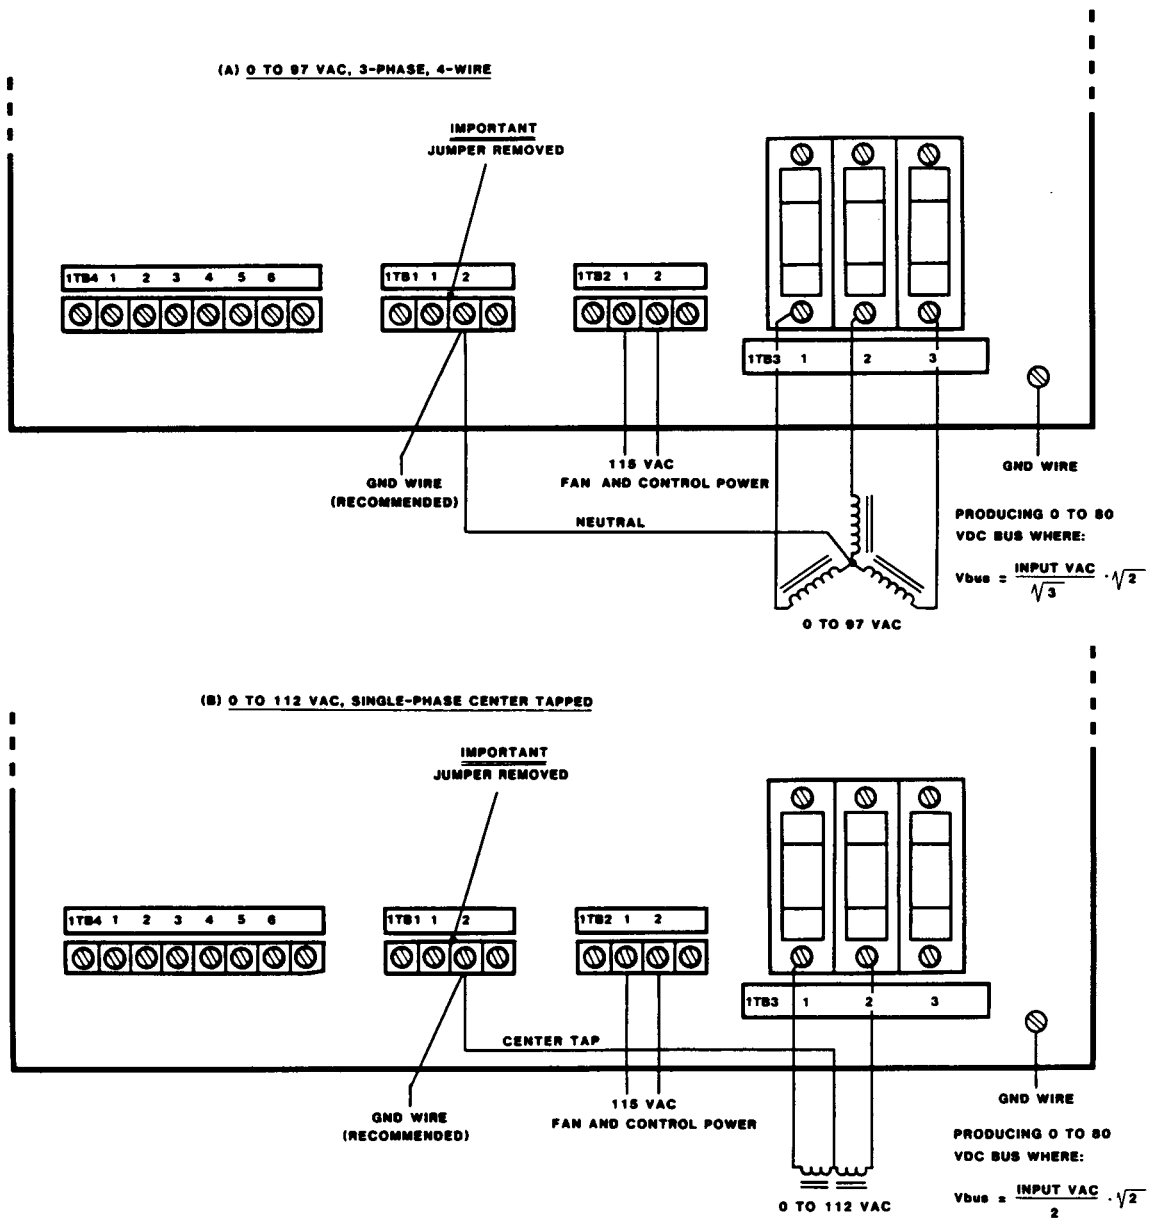 (A) 0 TO 97 VAC, 3-PHASE, 4-WIRE
IMPORTANT
JUMPER REMOVED
1TB4 1 2 3 4 5 6
1TB1 1 2
1TB2 1 2
1TB3 1 2 3
GND WIRE
(RECOMMENDED)
115 VAC
FAN AND CONTROL POWER
GND WIRE
NEUTRAL
0 TO 97 VAC
PRODUCING 0 TO 80
VDC BUS WHERE:
Vbus = INPUT VAC / √3 · √2
(B) 0 TO 112 VAC, SINGLE-PHASE CENTER TAPPED
IMPORTANT
JUMPER REMOVED
1TB4 1 2 3 4 5 6
1TB1 1 2
1TB2 1 2
1TB3 1 2 3
CENTER TAP
GND WIRE
(RECOMMENDED)
115 VAC
FAN AND CONTROL POWER
GND WIRE
0 TO 112 VAC
PRODUCING 0 TO 80
VDC BUS WHERE:
Vbus = INPUT VAC / 2 · √2